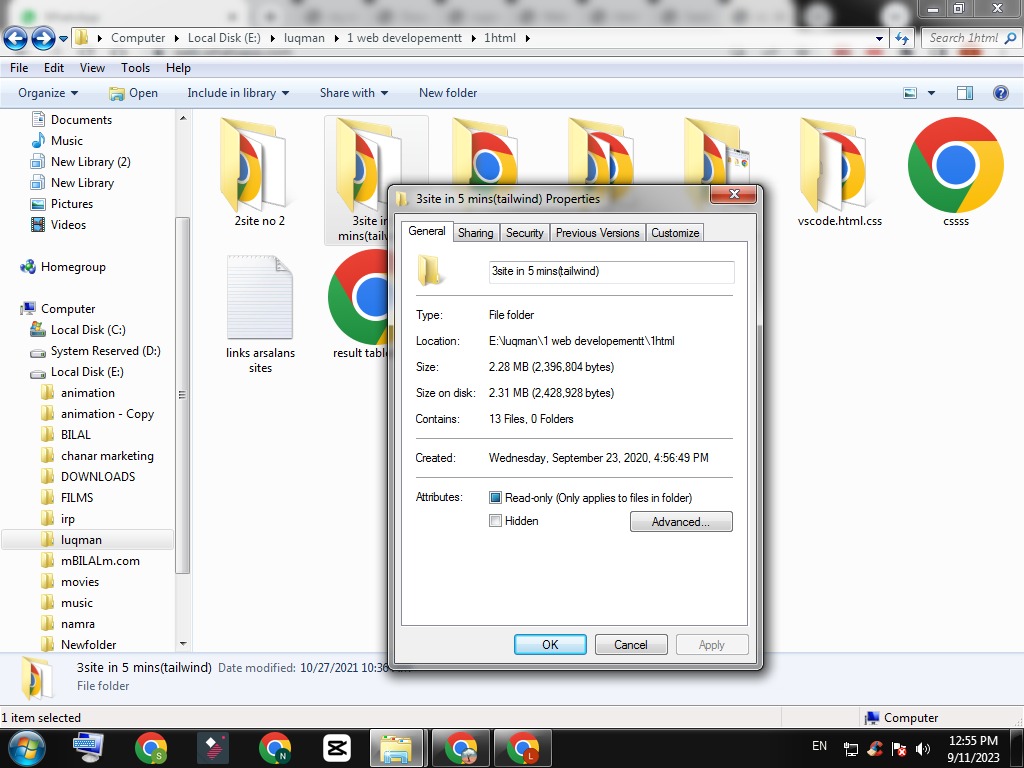 Computer
Local Disk (E:)
luqman
1 web developementt
1html
Search 1html
File Edit View Tools Help
Organize Open Include in library Share with New folder
Documents
Music
New Library (2)
New Library
Pictures
Videos
Homegroup
Computer
Local Disk (C:)
System Reserved (D:)
Local Disk (E:)
animation
animation - Copy
BILAL
chanar marketing
DOWNLOADS
FILMS
irp
luqman
mBILALm.com
movies
music
namra
Newfolder
2site no 2
3site in
mins(tail
vscode.html.css
cssss
links arsalans
sites
result table
3site in 5 mins(tailwind) Properties
General Sharing Security Previous Versions Customize
3site in 5 mins(tailwind)
Type: File folder
Location: E:\luqman\1 web developementt\1html
Size: 2.28 MB (2,396,804 bytes)
Size on disk: 2.31 MB (2,428,928 bytes)
Contains: 13 Files, 0 Folders
Created: Wednesday, September 23, 2020, 4:56:49 PM
Attributes: Read-only (Only applies to files in folder)
Hidden Advanced...
OK Cancel Apply
3site in 5 mins(tailwind) Date modified: 10/27/2021 10:36
File folder
1 item selected
Computer
S
N
L
EN
12:55 PM
9/11/2023